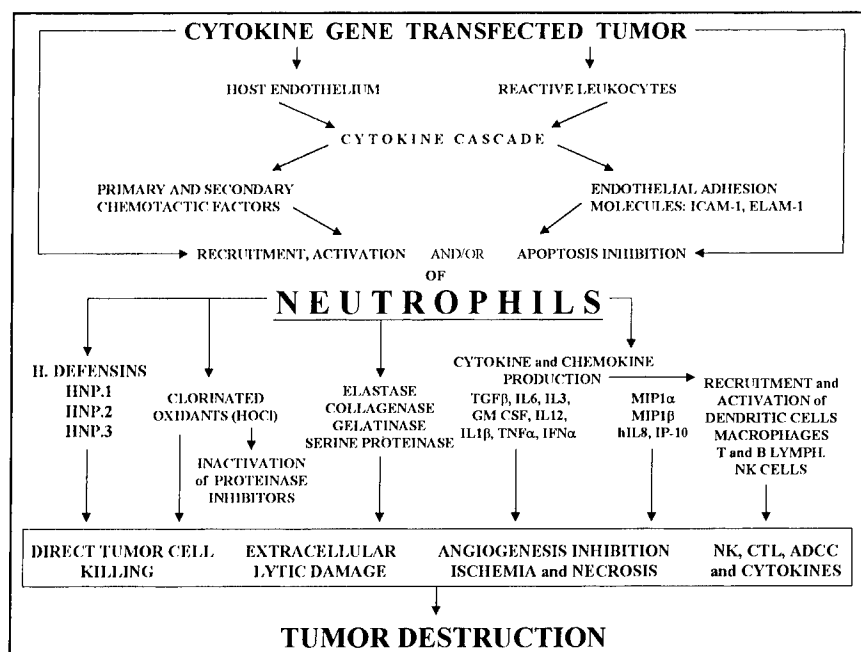 CYTOKINE GENE TRANSFECTED TUMOR
HOST ENDOTHELIUM
REACTIVE LEUKOCYTES
CYTOKINE CASCADE
PRIMARY AND SECONDARY
CHEMOTACTIC FACTORS
ENDOTHELIAL ADHESION
MOLECULES: ICAM-1, ELAM-1
RECRUITMENT, ACTIVATION AND/OR APOPTOSIS INHIBITION
OF
NEUTROPHILS
H. DEFENSINS
HNP.1
HNP.2
HNP.3
CLORINATED
OXIDANTS (HOCl)
INACTIVATION
of PROTEINASE
INHIBITORS
ELASTASE
COLLAGENASE
GELATINASE
SERINE PROTEINASE
CYTOKINE and CHEMOKINE
PRODUCTION
TGFβ, IL6, IL3,
GM CSF, IL12,
IL1β, TNFα, IFNα
MIP1α
MIP1β
hIL8, IP-10
RECRUITMENT and
ACTIVATION of
DENDRITIC CELLS
MACROPHAGES
T and B LYMPH.
NK CELLS
DIRECT TUMOR CELL
KILLING
EXTRACELLULAR
LYTIC DAMAGE
ANGIOGENESIS INHIBITION
ISCHEMIA and NECROSIS
NK, CTL, ADCC
and CYTOKINES
TUMOR DESTRUCTION